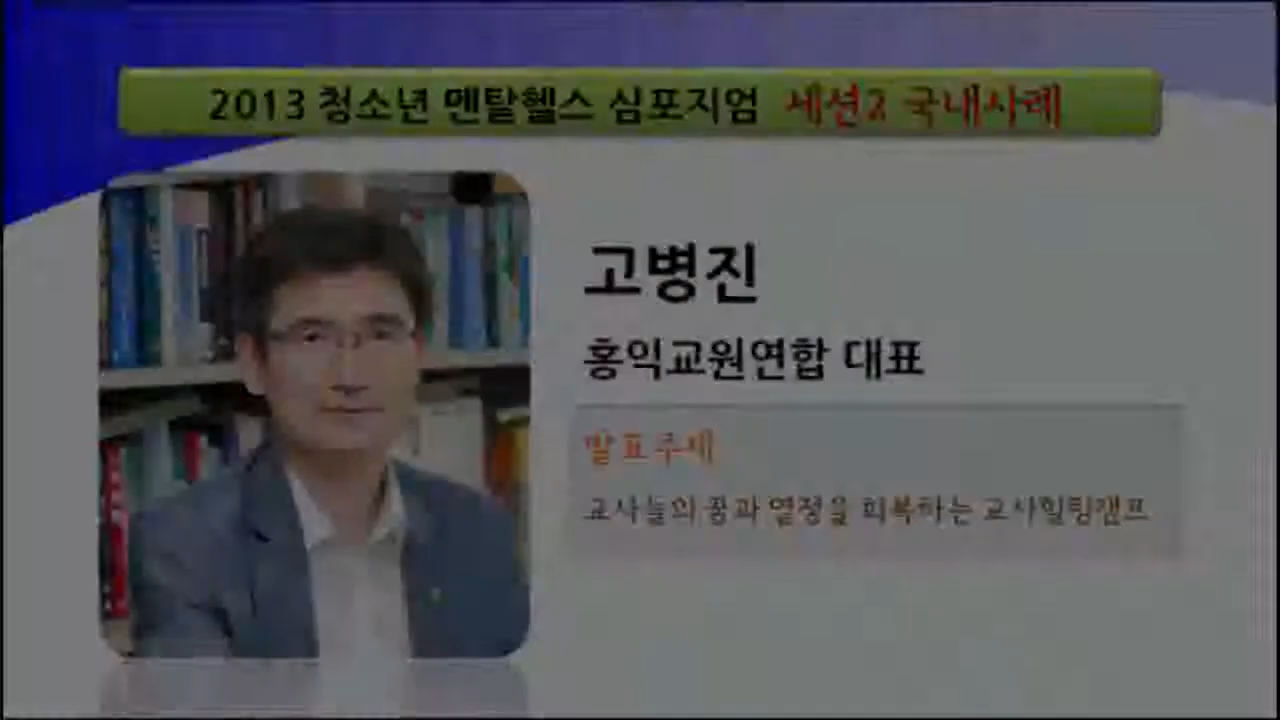 2013 청소년 멘탈헬스 심포지엄 세션2 국내사례
고병진
홍익교원연합 대표
발표주제
교사들의 꿈과 열정을 회복하는 교사힐링캠프